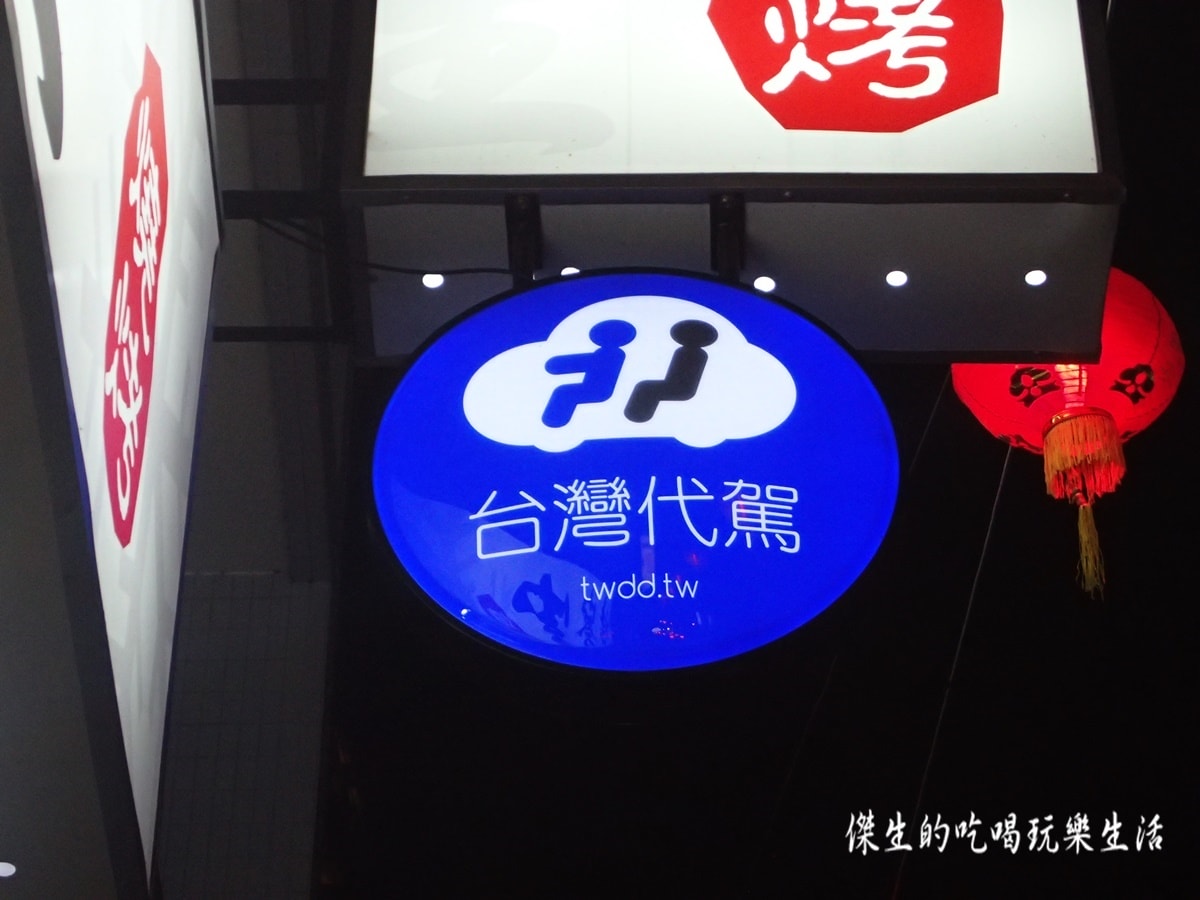 烤
台灣代駕
twdd.tw
傑生的吃喝玩樂生活